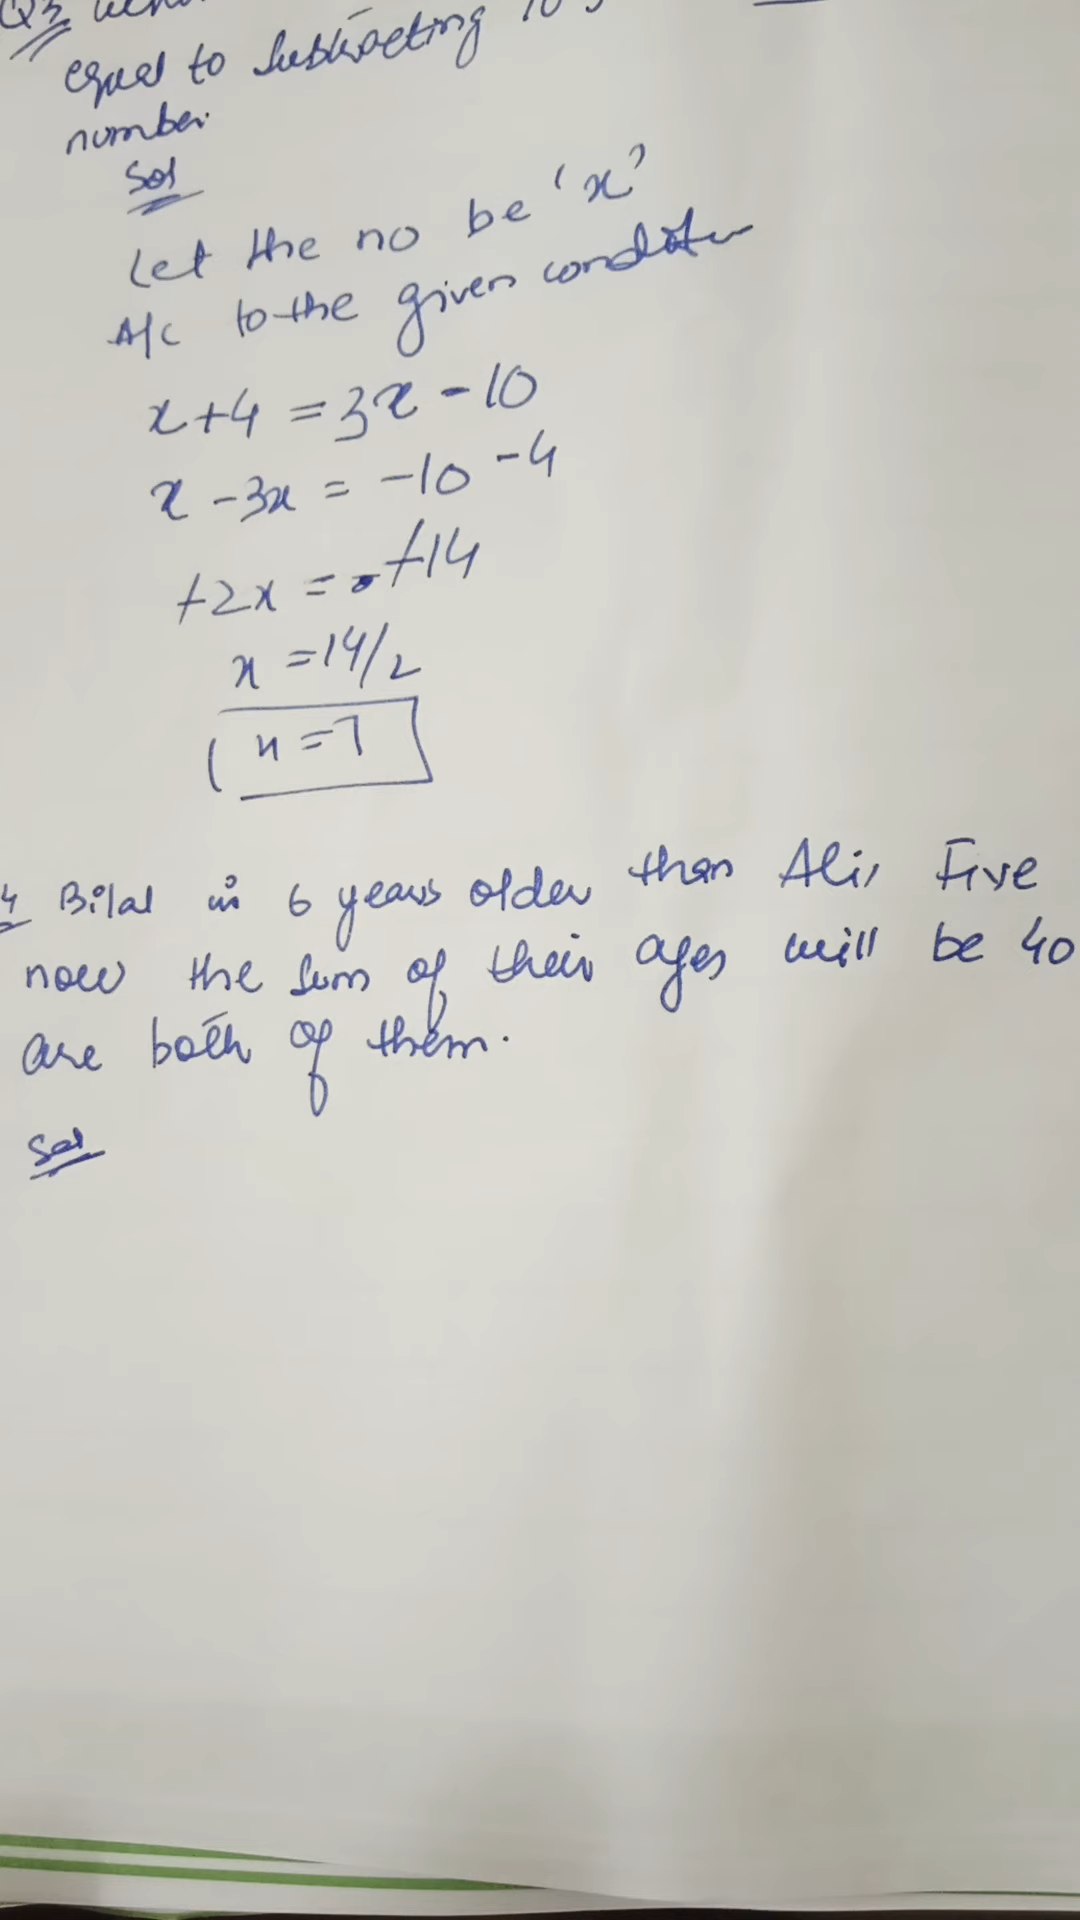 Q3
equal to subtracting 10
number.
Sol
Let the no be 'x'
A/c to the given condition
x+4 = 3x - 10
x - 3x = -10 - 4
+2x = +14
x = 14/2
x = 7
4 Bilal is 6 years older than Ali, Five
now the sum of their ages will be 40
are both of them.
Sol